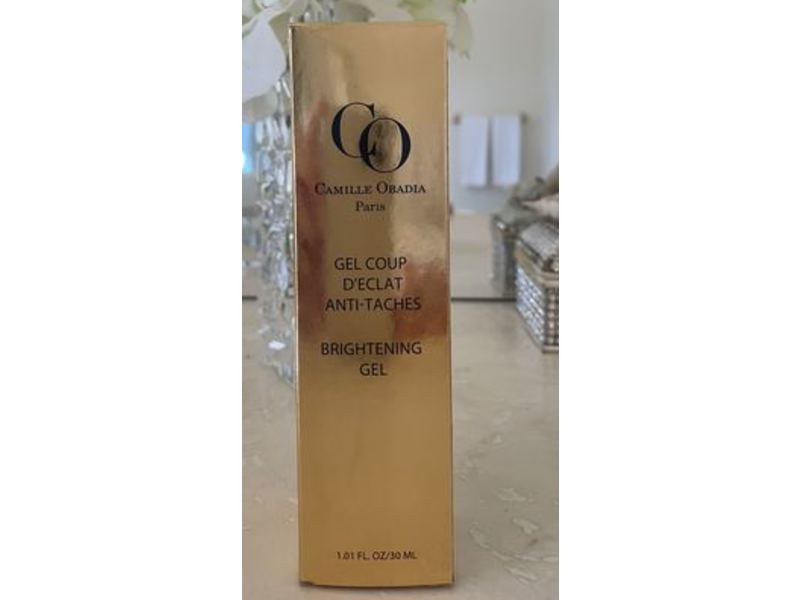 CO
CAMILLE OBADIA
Paris
GEL COUP
D'ECLAT
ANTI-TACHES
BRIGHTENING
GEL
1.01 FL. OZ/30 ML